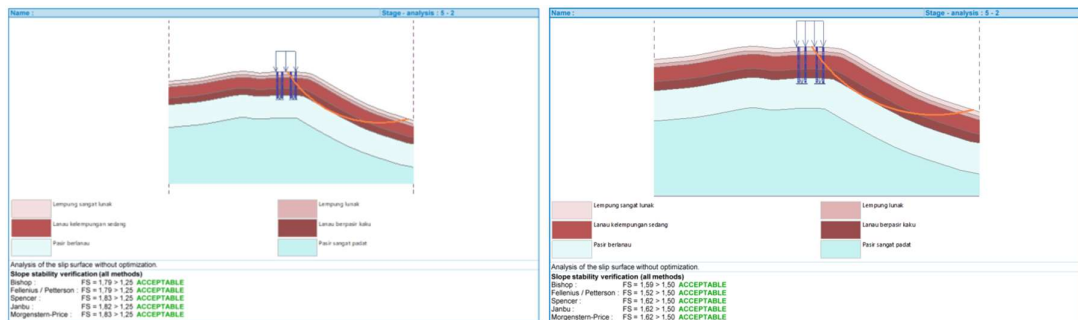 Name :
Stage - analysis : 5 - 2
Lempung sangat lunak
Lempung lunak
Lanau kelempungan sedang
Lanau berpasir kaku
Pasir berlanau
Pasir sangat padat
Analysis of the slip surface without optimization.
Slope stability verification (all methods)
Bishop : FS = 1,79 > 1,25 ACCEPTABLE
Fellenius / Petterson : FS = 1,79 > 1,25 ACCEPTABLE
Spencer : FS = 1,83 > 1,25 ACCEPTABLE
Janbu : FS = 1,82 > 1,25 ACCEPTABLE
Morgenstern-Price : FS = 1,83 > 1,25 ACCEPTABLE
Name :
Stage - analysis : 5 - 2
Lempung sangat lunak
Lempung lunak
Lanau kelempungan sedang
Lanau berpasir kaku
Pasir berlanau
Pasir sangat padat
Analysis of the slip surface without optimization.
Slope stability verification (all methods)
Bishop : FS = 1,59 > 1,50 ACCEPTABLE
Fellenius / Petterson : FS = 1,52 > 1,50 ACCEPTABLE
Spencer : FS = 1,62 > 1,50 ACCEPTABLE
Janbu : FS = 1,62 > 1,50 ACCEPTABLE
Morgenstern-Price : FS = 1,62 > 1,50 ACCEPTABLE